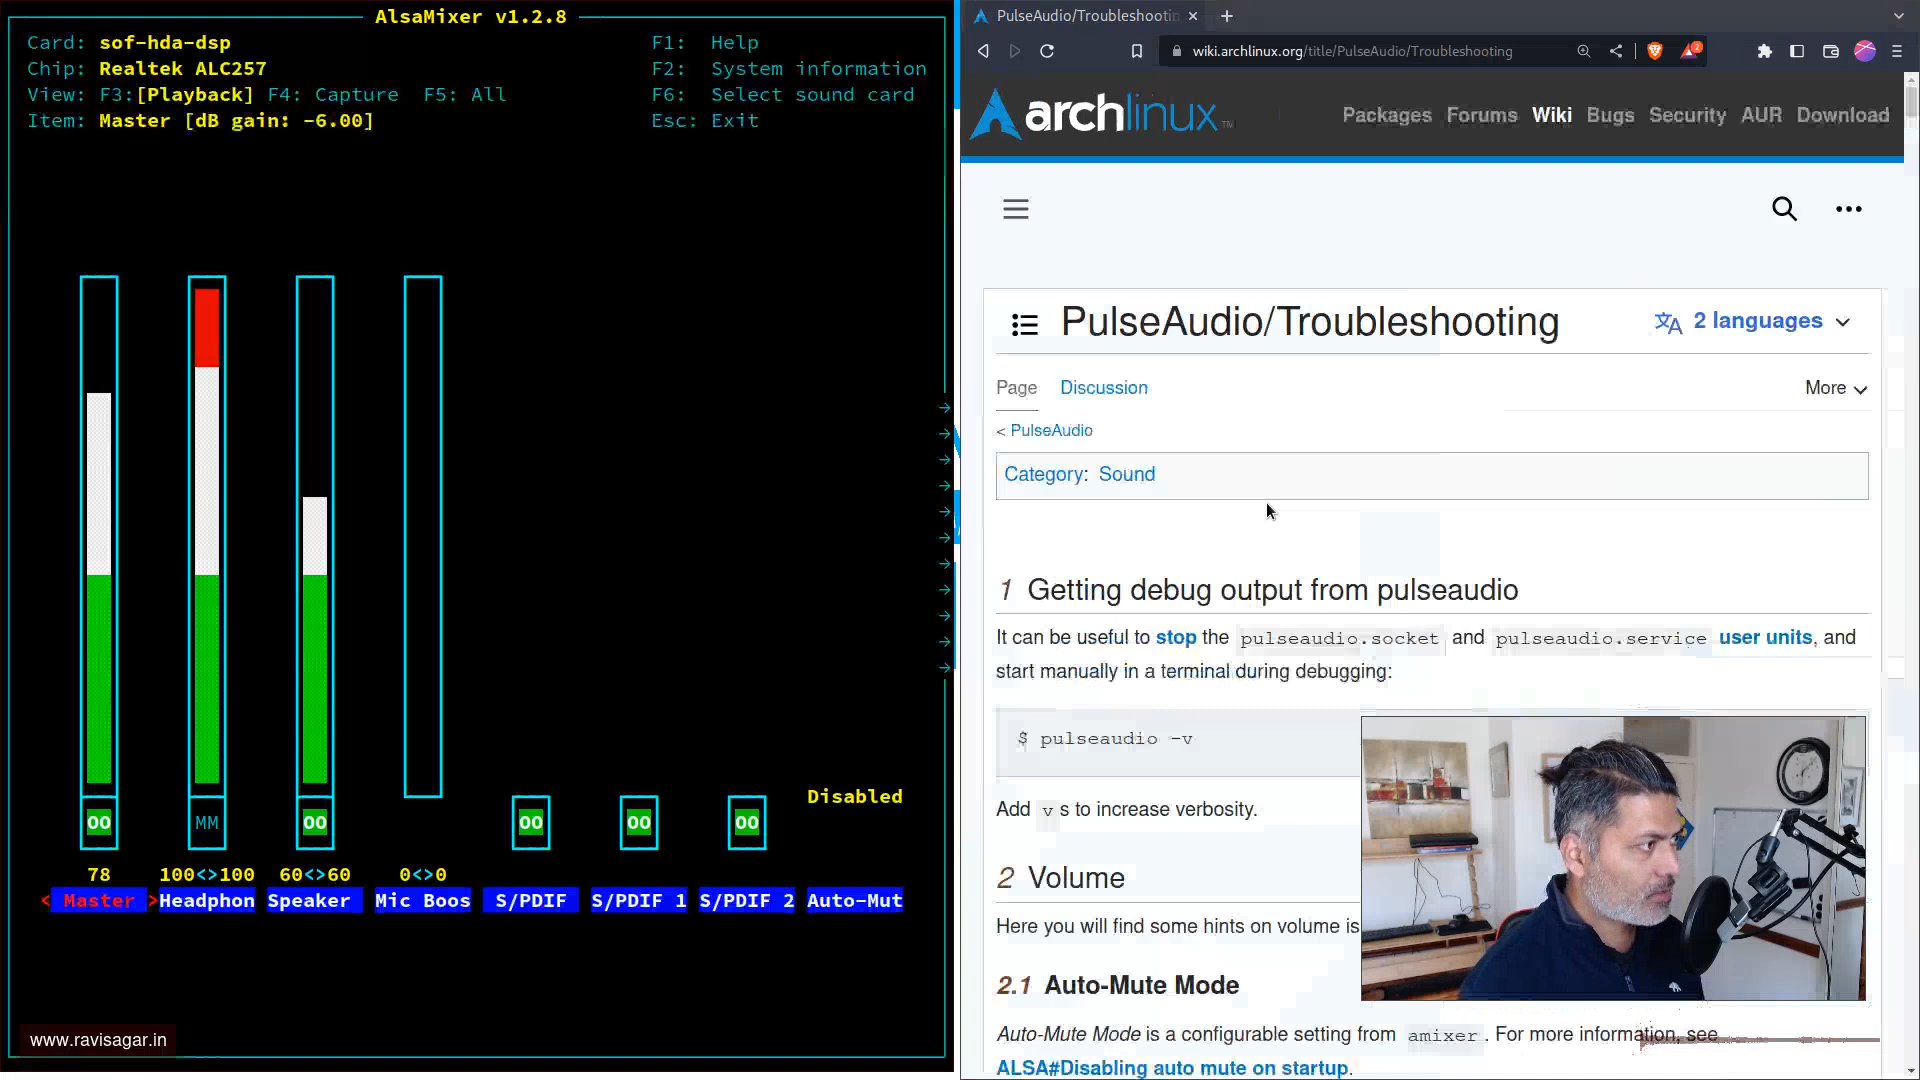 AlsaMixer v1.2.8
Card: sof-hda-dsp
F1: Help
Chip: Realtek ALC257
F2: System information
View: F3:[Playback] F4: Capture F5: All
F6: Select sound card
Item: Master [dB gain: -6.00]
Esc: Exit
Disabled
OO MM OO OO OO OO
78 100<>100 60<>60 0<>0
< Master >Headphon Speaker Mic Boos S/PDIF S/PDIF 1 S/PDIF 2 Auto-Mut
www.ravisagar.in
PulseAudio/Troubleshootin
wiki.archlinux.org/title/PulseAudio/Troubleshooting
2
archlinux™
Packages Forums Wiki Bugs Security AUR Download
PulseAudio/Troubleshooting
2 languages
Page Discussion
More
< PulseAudio
Category: Sound
1 Getting debug output from pulseaudio
It can be useful to stop the pulseaudio.socket and pulseaudio.service user units, and
start manually in a terminal during debugging:
$ pulseaudio -v
Add v s to increase verbosity.
2 Volume
Here you will find some hints on volume is
2.1 Auto-Mute Mode
Auto-Mute Mode is a configurable setting from amixer. For more information, see
ALSA#Disabling auto mute on startup.